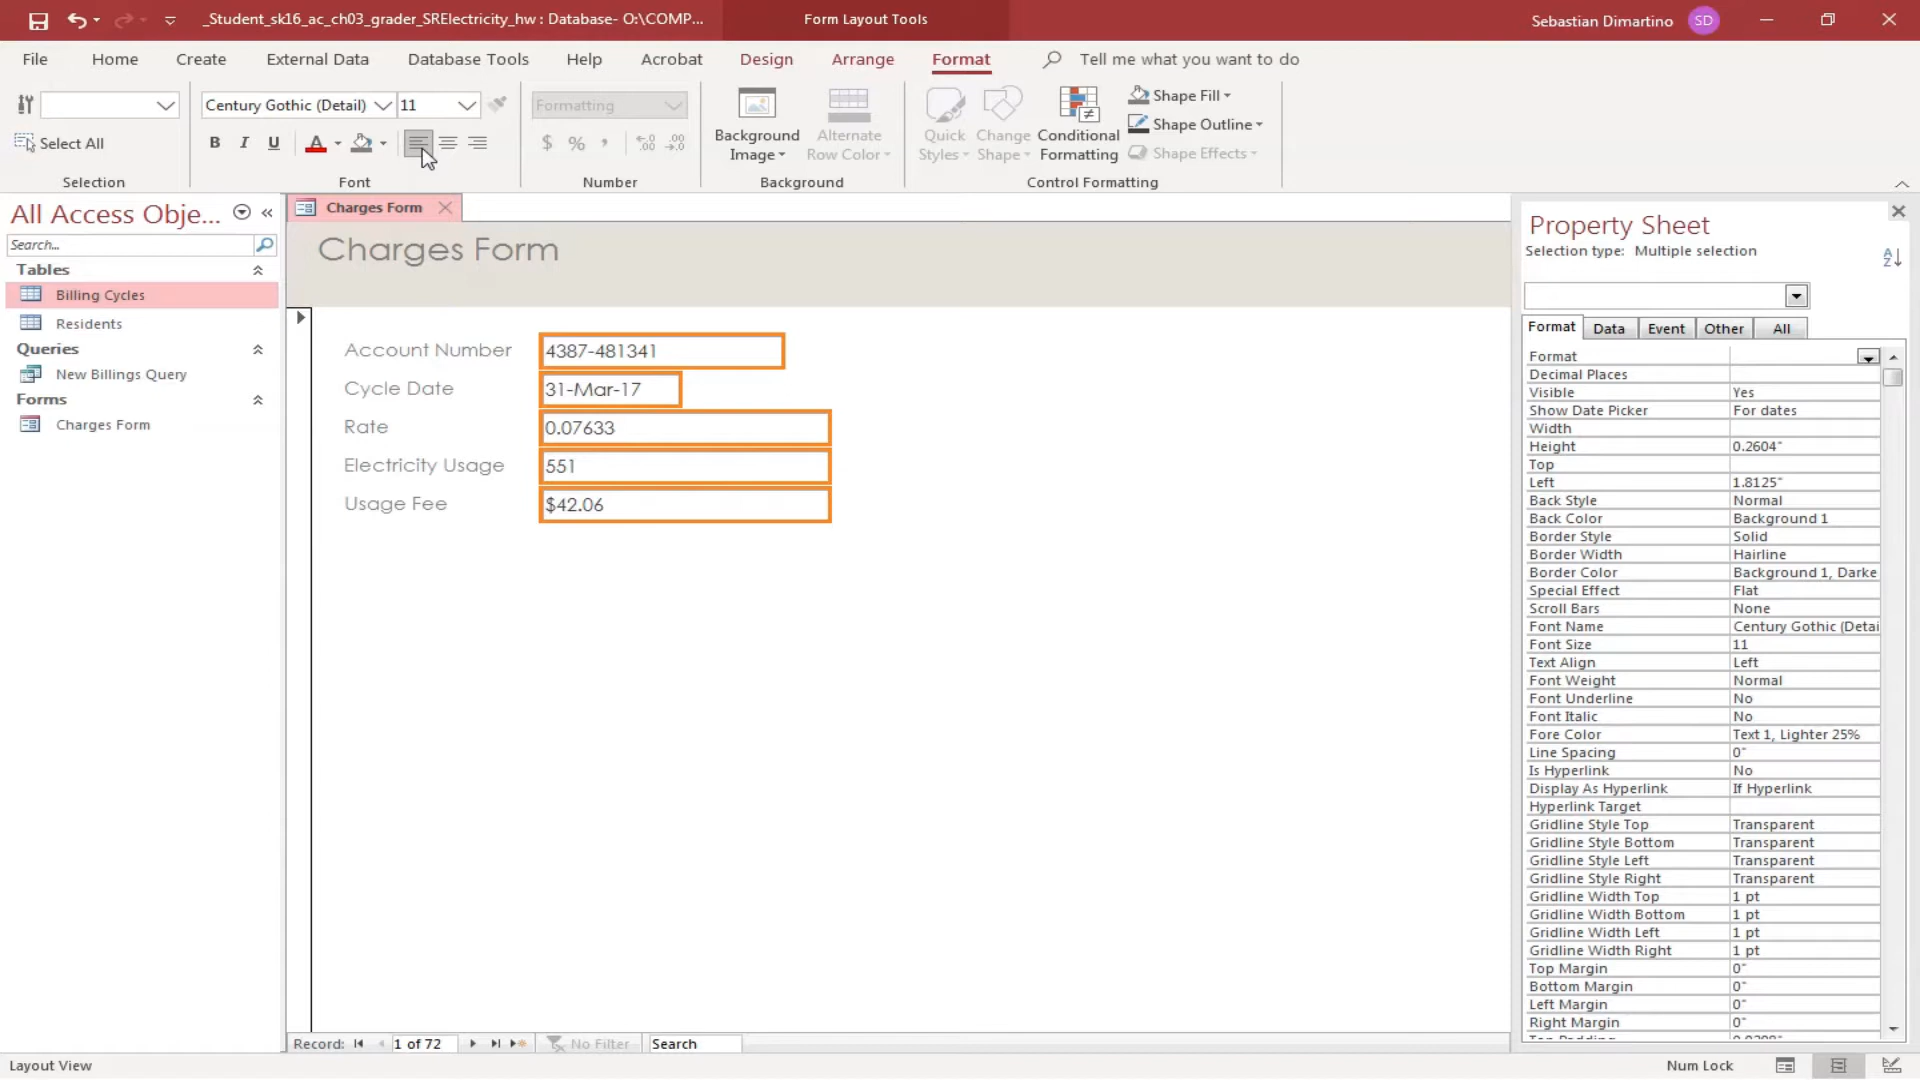 _Student_sk16_ac_ch03_grader_SRElectricity_hw : Database- O:\COMP...
Form Layout Tools
Sebastian Dimartino
SD
File Home Create External Data Database Tools Help Acrobat Design Arrange Format Tell me what you want to do
Century Gothic (Detail) 11
Formatting
Select All
B I U A
$ % ,
Background Image
Alternate Row Color
Quick Styles
Change Shape
Conditional Formatting
Shape Fill
Shape Outline
Shape Effects
Selection Font Number Background Control Formatting
All Access Obje...
Search...
Tables
Billing Cycles
Residents
Queries
New Billings Query
Forms
Charges Form
Charges Form
Charges Form
Account Number 4387-481341
Cycle Date 31-Mar-17
Rate 0.07633
Electricity Usage 551
Usage Fee $42.06
Record: 1 of 72 No Filter Search
Property Sheet
Selection type: Multiple selection
Format Data Event Other All
Format
Decimal Places
Visible Yes
Show Date Picker For dates
Width
Height 0.2604"
Top
Left 1.8125"
Back Style Normal
Back Color Background 1
Border Style Solid
Border Width Hairline
Border Color Background 1, Darke
Special Effect Flat
Scroll Bars None
Font Name Century Gothic (Detai
Font Size 11
Text Align Left
Font Weight Normal
Font Underline No
Font Italic No
Fore Color Text 1, Lighter 25%
Line Spacing 0"
Is Hyperlink No
Display As Hyperlink If Hyperlink
Hyperlink Target
Gridline Style Top Transparent
Gridline Style Bottom Transparent
Gridline Style Left Transparent
Gridline Style Right Transparent
Gridline Width Top 1 pt
Gridline Width Bottom 1 pt
Gridline Width Left 1 pt
Gridline Width Right 1 pt
Top Margin 0"
Bottom Margin 0"
Left Margin 0"
Right Margin 0"
Layout View
Num Lock